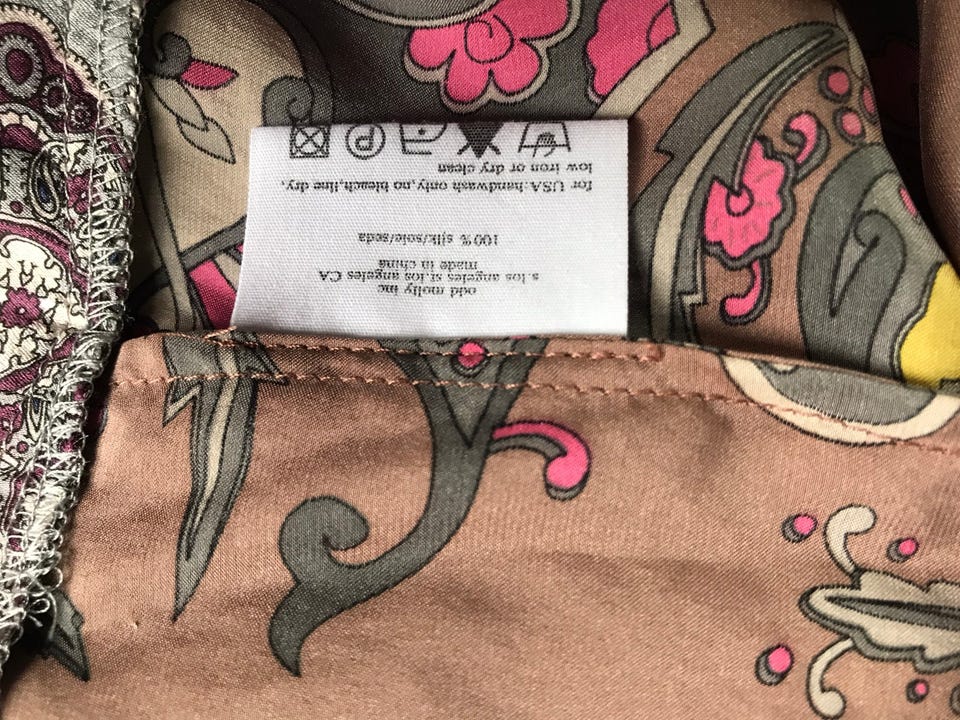 odd molly inc
s.los angeles st.los angeles CA
made in china
100% silk/soie/seda
for USA:handwash only,no bleach,line dry.
low iron or dry clean
P